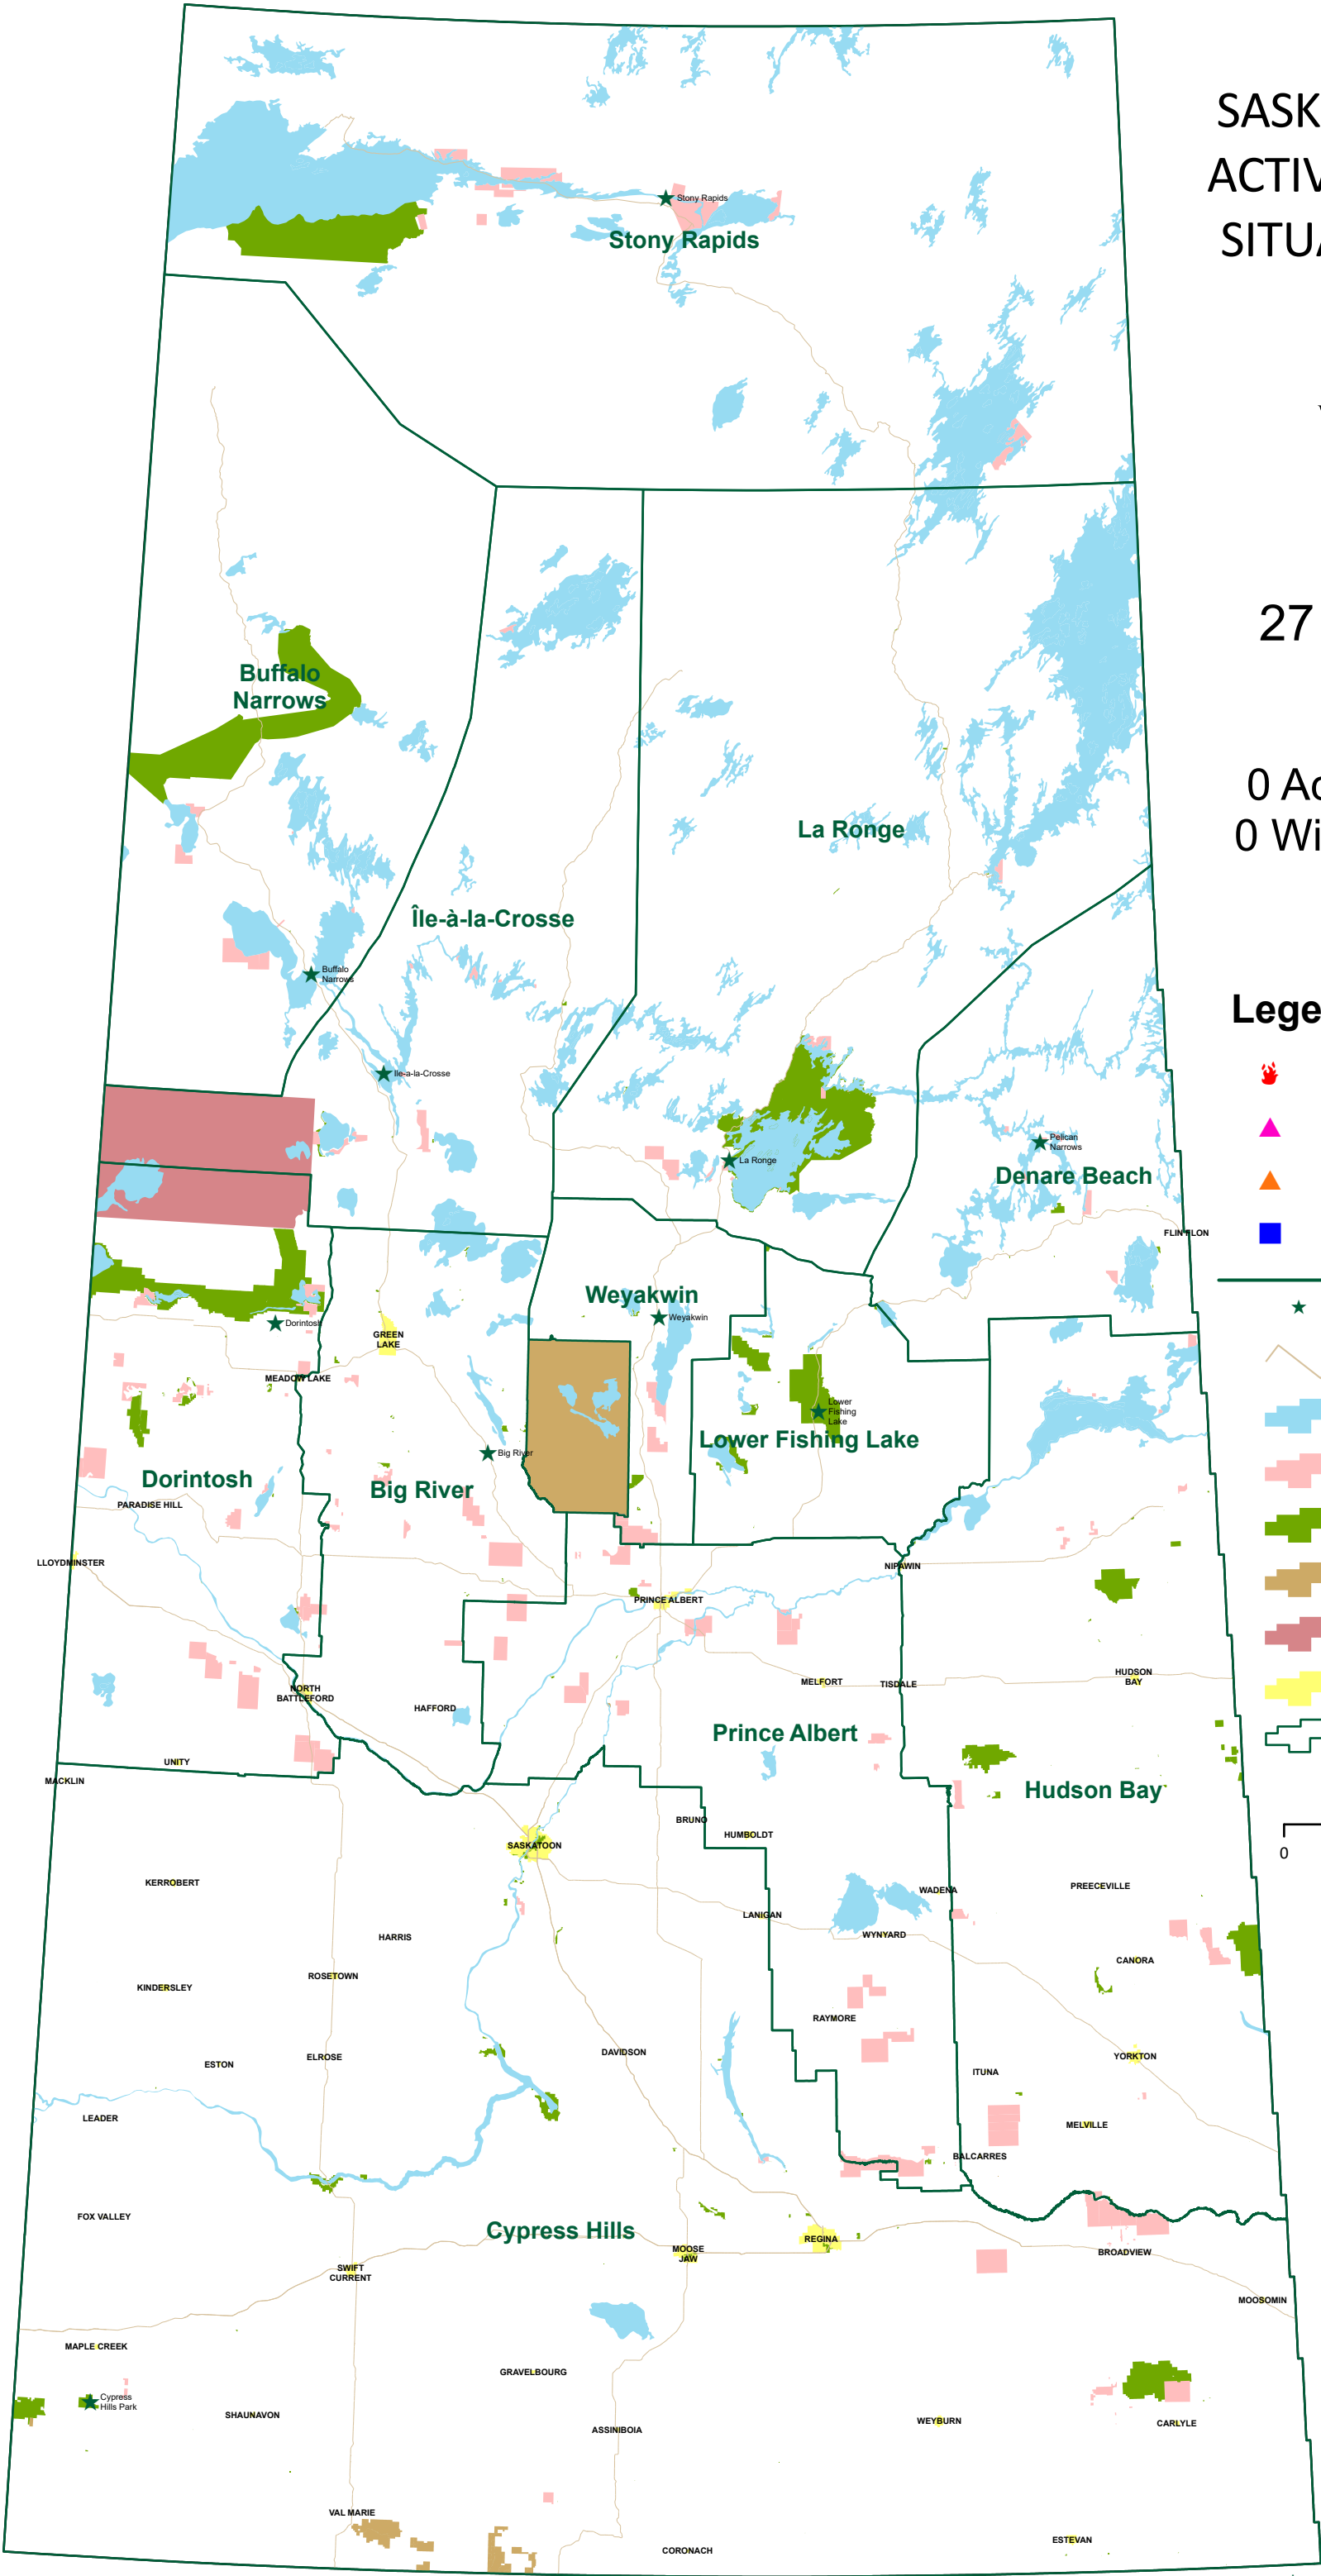 SASK
ACTIV
SITUA
27
0 Ac
0 Wi
Lege
0
Stony Rapids
Stony Rapids
Buffalo
Narrows
La Ronge
Île-à-la-Crosse
Buffalo
Narrows
Ile-a-la-Crosse
Pelican
Narrows
La Ronge
Denare Beach
FLIN FLON
Weyakwin
Weyakwin
Dorintosh
GREEN
LAKE
MEADOW LAKE
Lower
Fishing
Lake
Lower Fishing Lake
Big River
Dorintosh
Big River
PARADISE HILL
LLOYDMINSTER
NIPAWIN
PRINCE ALBERT
HUDSON
BAY
MELFORT
TISDALE
NORTH
BATTLEFORD
HAFFORD
Prince Albert
UNITY
MACKLIN
Hudson Bay
BRUNO
HUMBOLDT
SASKATOON
KERROBERT
PREECEVILLE
WADENA
LANIGAN
WYNYARD
HARRIS
CANORA
ROSETOWN
KINDERSLEY
RAYMORE
DAVIDSON
ELROSE
ESTON
YORKTON
ITUNA
LEADER
MELVILLE
BALCARRES
FOX VALLEY
Cypress Hills
REGINA
MOOSE
JAW
BROADVIEW
SWIFT
CURRENT
MOOSOMIN
MAPLE CREEK
GRAVELBOURG
Cypress
Hills Park
SHAUNAVON
ASSINIBOIA
WEYBURN
CARLYLE
VAL MARIE
ESTEVAN
CORONACH